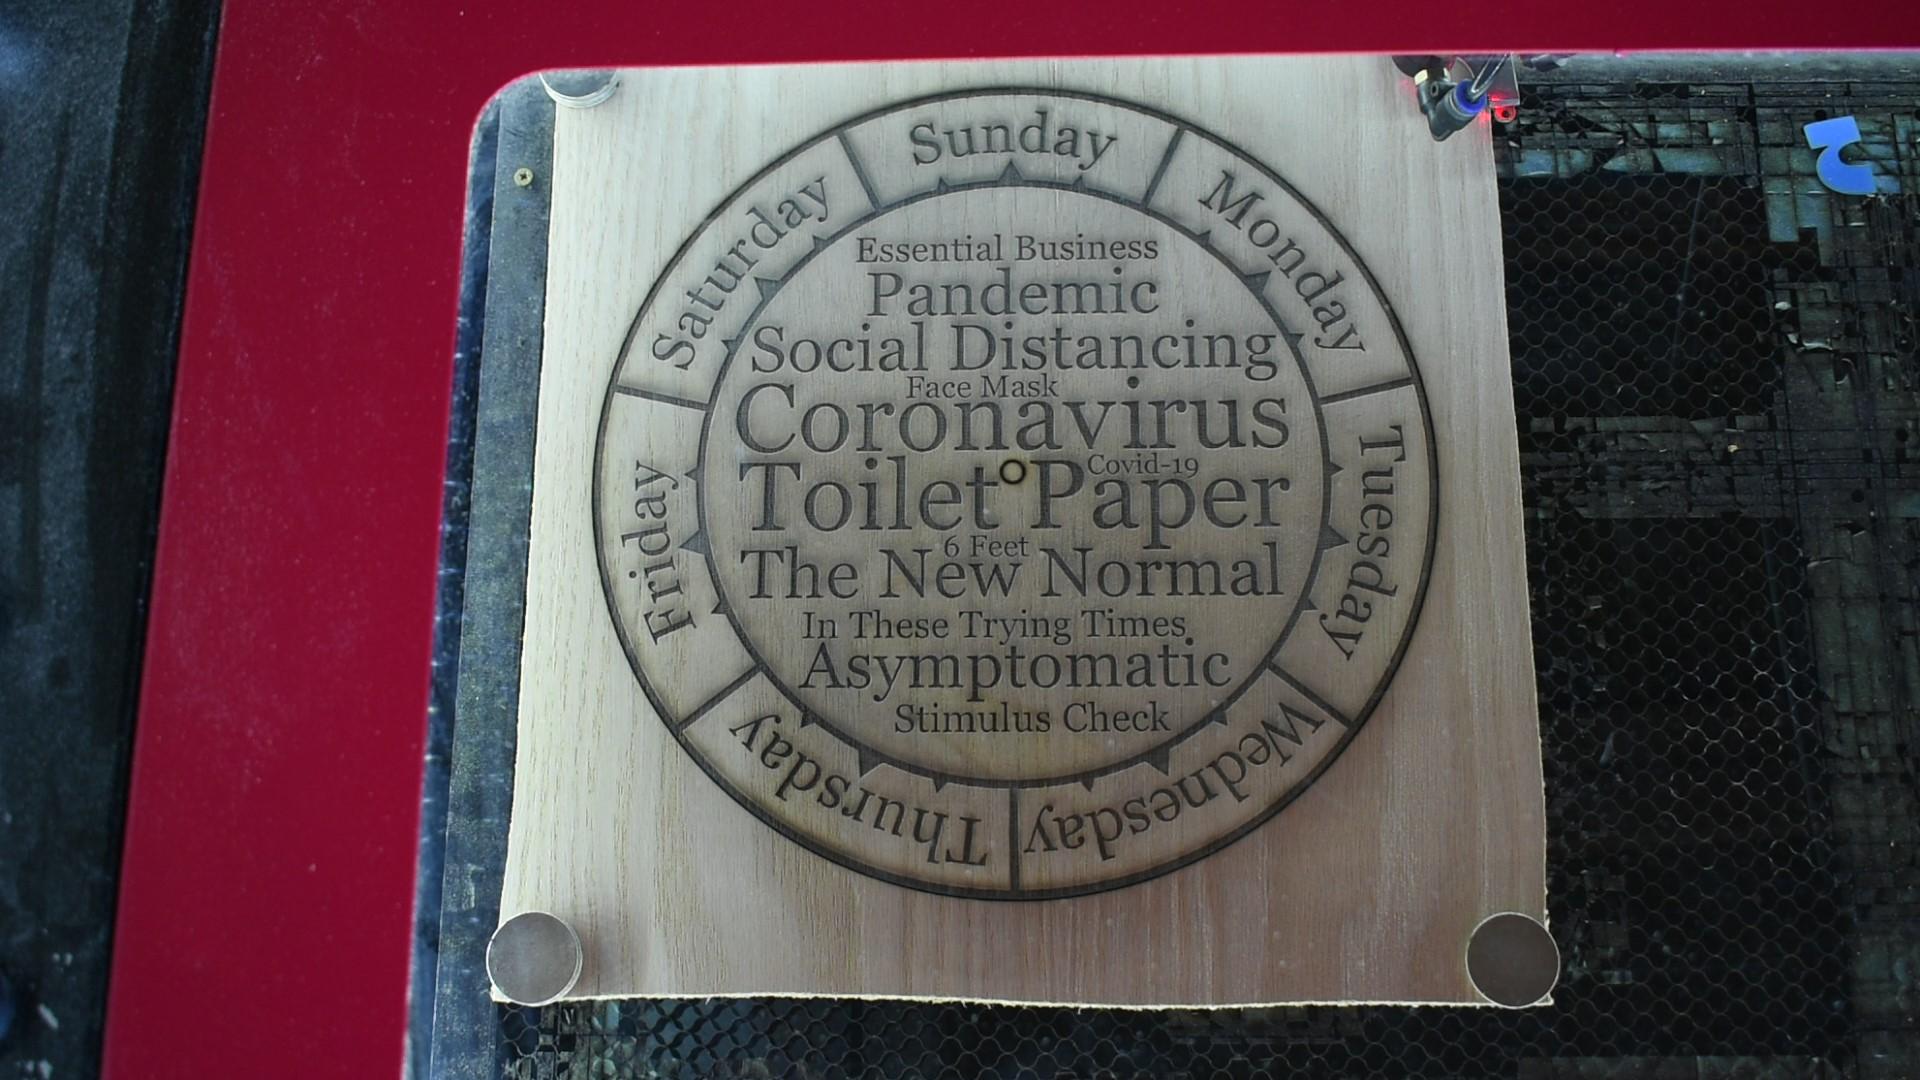 Sunday
Monday
Tuesday
Wednesday
Thursday
Friday
Saturday
Essential Business
Pandemic
Social Distancing
Face Mask
Coronavirus
Covid-19
Toilet Paper
6 Feet
The New Normal
In These Trying Times
Asymptomatic
Stimulus Check